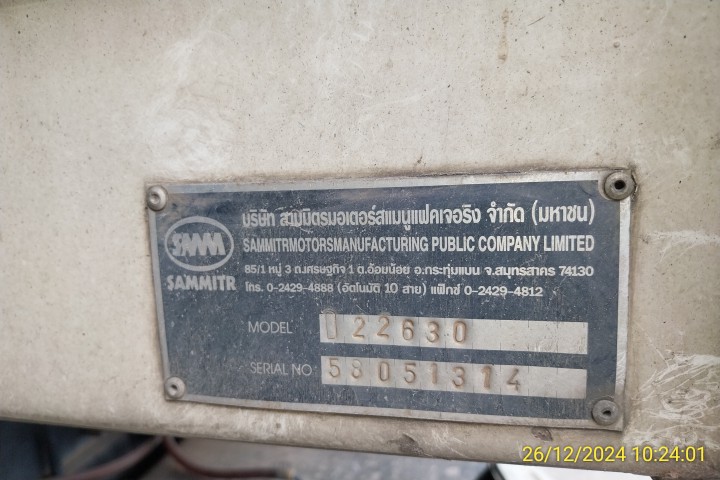 SMM
SAMMITR
บริษัท สามมิตรมอเตอร์สแมนูแฟคเจอริง จำกัด (มหาชน)
SAMMITRMOTORSMANUFACTURING PUBLIC COMPANY LIMITED
85/1 หมู่ 3 ถ.เศรษฐกิจ 1 ต.อ้อมน้อย อ.กระทุ่มแบน จ.สมุทรสาคร 74130
โทร. 0-2429-4888 (อัตโนมัติ 10 สาย) แฟ็กซ์ 0-2429-4812
MODEL 122630
SERIAL NO 53051314
26/12/2024 10:24:01